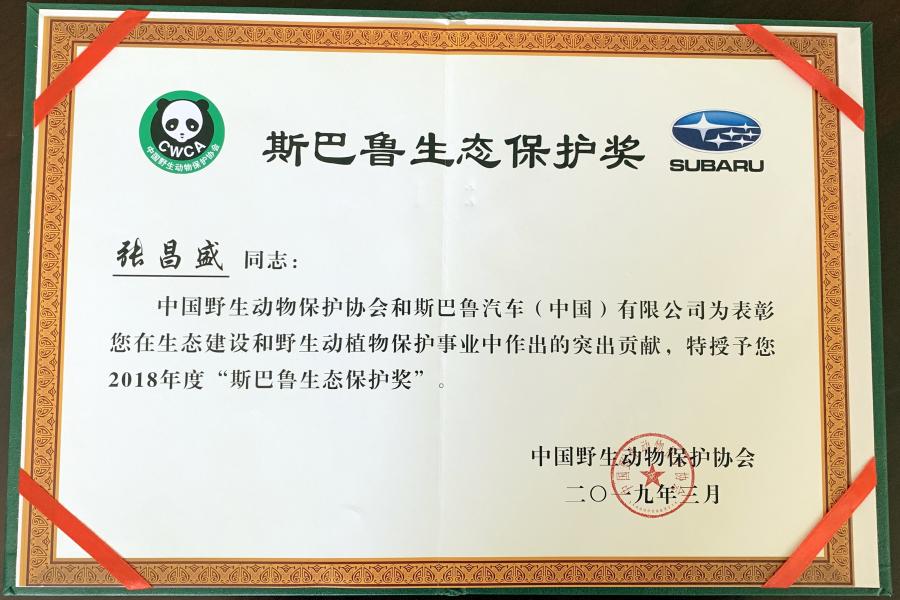 CWCA
中国野生动物保护协会
斯巴鲁生态保护奖
SUBARU
张昌盛 同志：
中国野生动物保护协会和斯巴鲁汽车（中国）有限公司为表彰
您在生态建设和野生动植物保护事业中作出的突出贡献，特授予您
2018年度“斯巴鲁生态保护奖”。
中国野生动物保护协会
二〇一九年三月